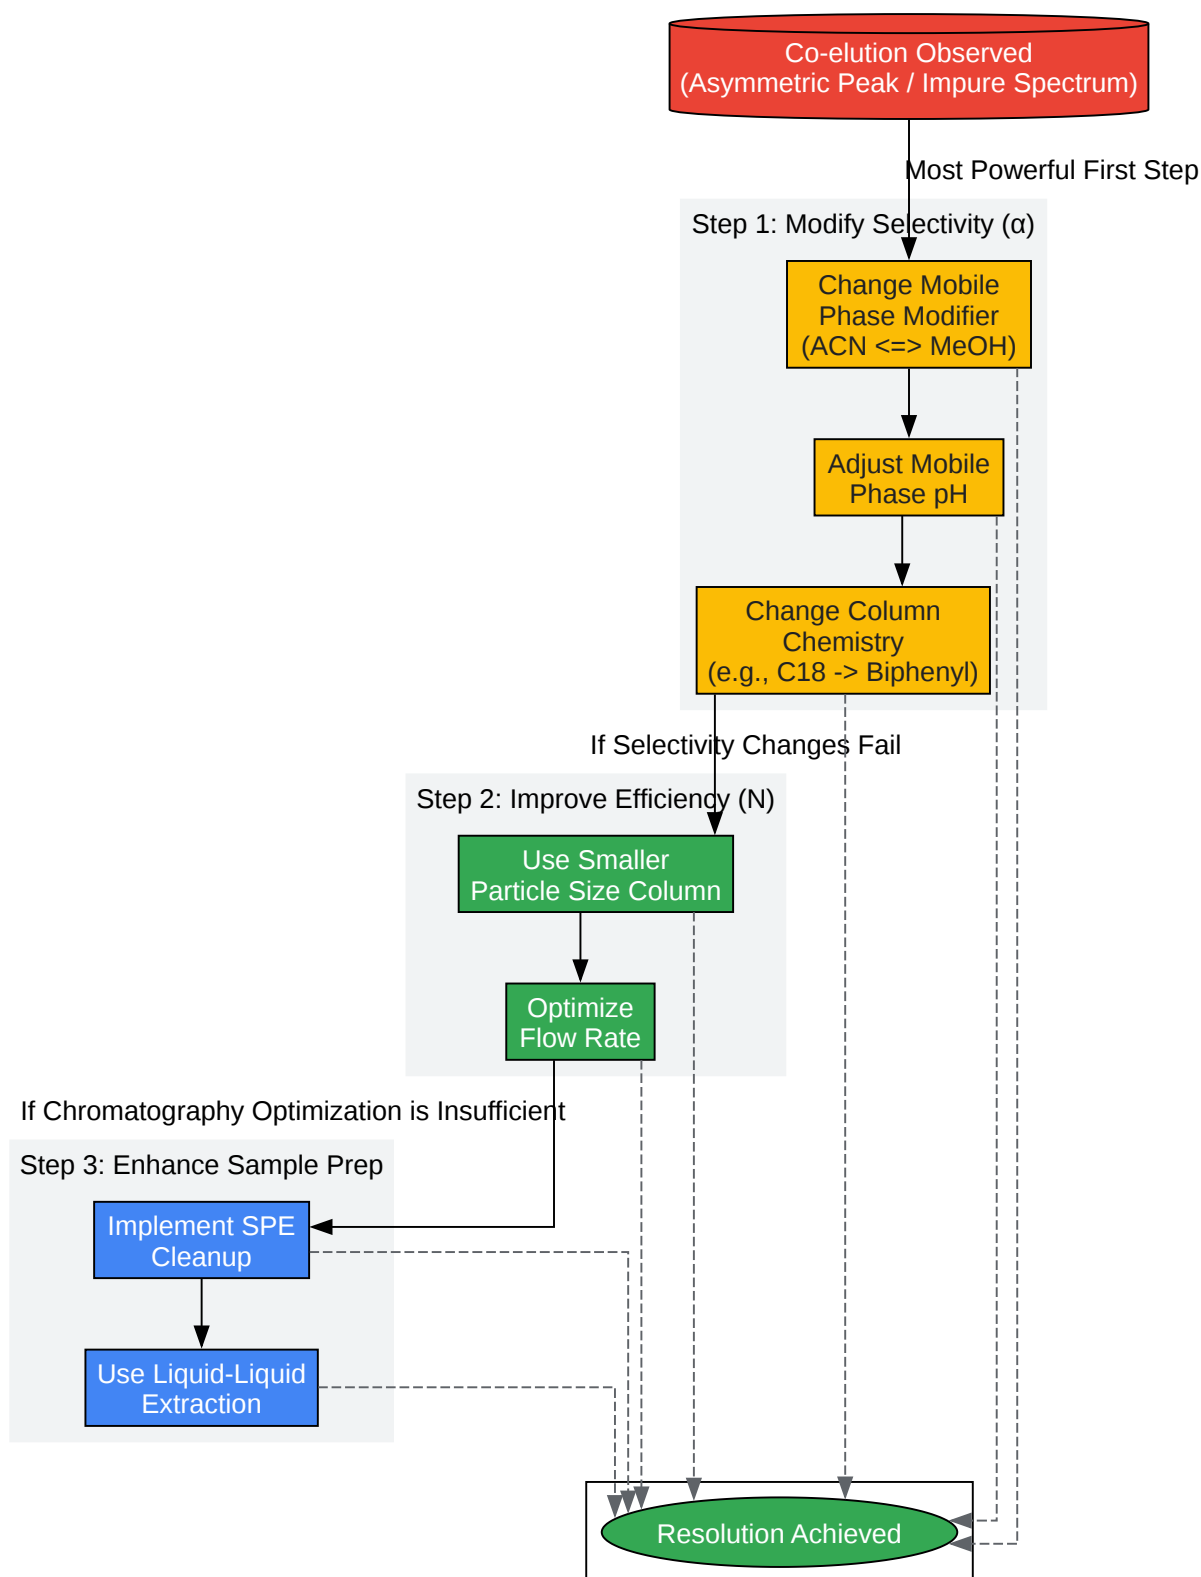 Co-elution Observed
(Asymmetric Peak / Impure Spectrum)
Most Powerful First Step
Step 1: Modify Selectivity (α)
Change Mobile
Phase Modifier
(ACN <=> MeOH)
Adjust Mobile
Phase pH
Change Column
Chemistry
(e.g., C18 -> Biphenyl)
If Selectivity Changes Fail
Step 2: Improve Efficiency (N)
Use Smaller
Particle Size Column
Optimize
Flow Rate
If Chromatography Optimization is Insufficient
Step 3: Enhance Sample Prep
Implement SPE
Cleanup
Use Liquid-Liquid
Extraction
Resolution Achieved